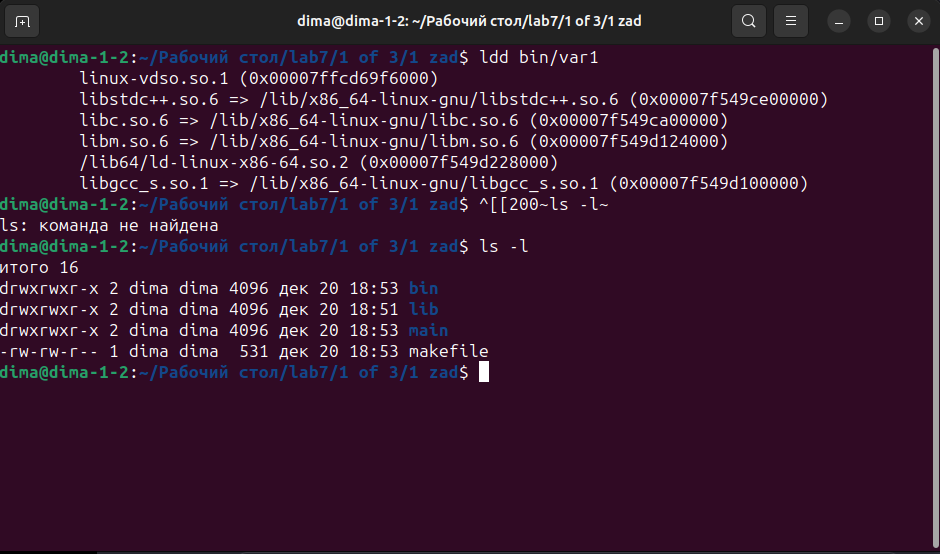 dima@dima-1-2: ~/Рабочий стол/lab7/1 of 3/1 zad
dima@dima-1-2:~/Рабочий стол/lab7/1 of 3/1 zad$ ldd bin/var1
        linux-vdso.so.1 (0x00007ffcd69f6000)
        libstdc++.so.6 => /lib/x86_64-linux-gnu/libstdc++.so.6 (0x00007f549ce00000)
        libc.so.6 => /lib/x86_64-linux-gnu/libc.so.6 (0x00007f549ca00000)
        libm.so.6 => /lib/x86_64-linux-gnu/libm.so.6 (0x00007f549d124000)
        /lib64/ld-linux-x86-64.so.2 (0x00007f549d228000)
        libgcc_s.so.1 => /lib/x86_64-linux-gnu/libgcc_s.so.1 (0x00007f549d100000)
dima@dima-1-2:~/Рабочий стол/lab7/1 of 3/1 zad$ ^[[200~ls -l~
ls: команда не найдена
dima@dima-1-2:~/Рабочий стол/lab7/1 of 3/1 zad$ ls -l
итого 16
drwxrwxr-x 2 dima dima 4096 дек 20 18:53 bin
drwxrwxr-x 2 dima dima 4096 дек 20 18:51 lib
drwxrwxr-x 2 dima dima 4096 дек 20 18:53 main
-rw-rw-r-- 1 dima dima  531 дек 20 18:53 makefile
dima@dima-1-2:~/Рабочий стол/lab7/1 of 3/1 zad$